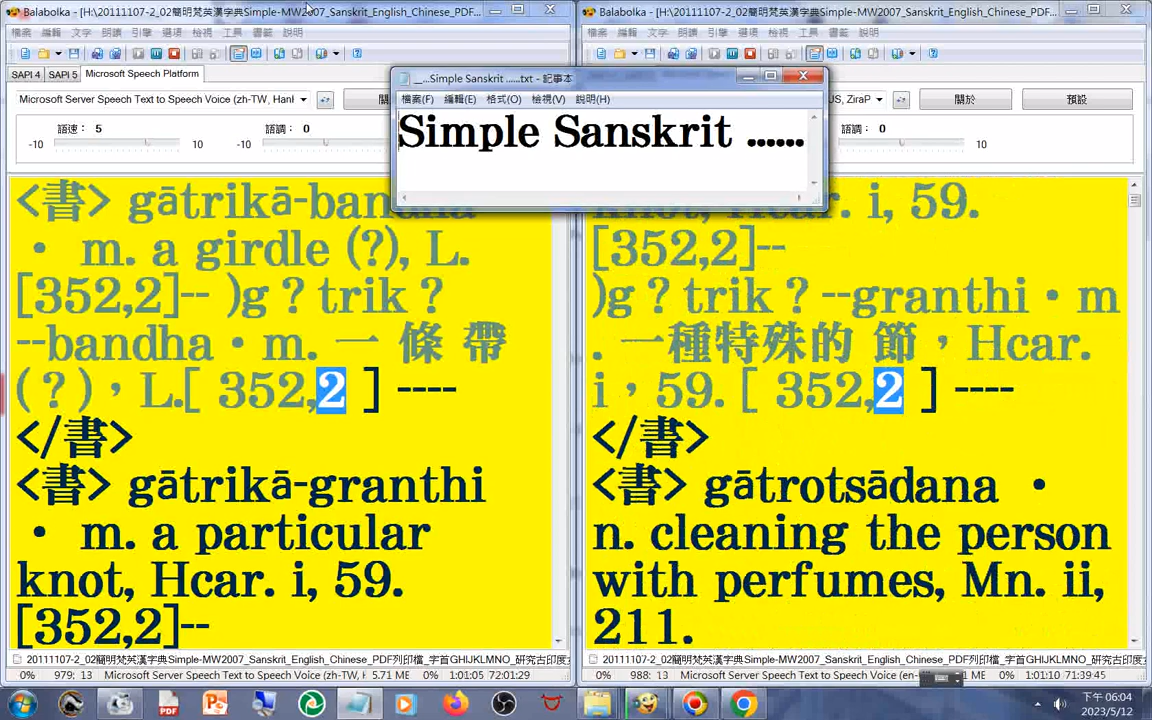 Balabolka - [H:\20111107-2_02簡明梵英漢字典Simple-MW2007_Sanskrit_English_Chinese_PDF...
檔案 編輯 文字 朗讀 引擎 選項 檢視 工具 書籤 說明
SAPI 4 SAPI 5 Microsoft Speech Platform
Microsoft Server Speech Text to Speech Voice (zh-TW, HanI
語速： 5 語調： 0
-10 10 -10
<書> gātrikā-bandha
• m. a girdle (?), L.
[352,2]-- )g？trik？
--bandha • m. 一 條 帶
(？)，L.[ 352,2 ] ----
</書>
<書> gātrikā-granthi
• m. a particular
knot, Hcar. i, 59.
[352,2]--
20111107-2_02簡明梵英漢字典Simple-MW2007_Sanskrit_English_Chinese_PDF列印檔_字首GHIJKLMNO_研究古印度
0% 979: 13 Microsoft Server Speech Text to Speech Voice (zh-TW, H 5.71 MB 0% 1:01:05 72:01:29
__...Simple Sanskrit ......txt - 記事本
檔案(F) 編輯(E) 格式(O) 檢視(V) 說明(H)
Simple Sanskrit ......
Balabolka - [H:\20111107-2_02簡明梵英漢字典Simple-MW2007_Sanskrit_English_Chinese_PDF...
檔案 編輯 文字 朗讀 引擎 選項 檢視 工具 書籤 說明
JS, ZiraP 關於 預設
語調： 0
10 -10 10
knot, Hcar. i, 59.
[352,2]--
)g？trik？--granthi • m
. 一種特殊的 節，Hcar.
i，59. [ 352,2 ] ----
</書>
<書> gātrotsādana •
n. cleaning the person
with perfumes, Mn. ii,
211.
20111107-2_02簡明梵英漢字典Simple-MW2007_Sanskrit_English_Chinese_PDF列印檔_字首GHIJKLMNO_研究古印度
0% 988: 13 Microsoft Server Speech Text to Speech Voice 0% 1:01:10 71:39:45
下午 06:04
2023/5/12